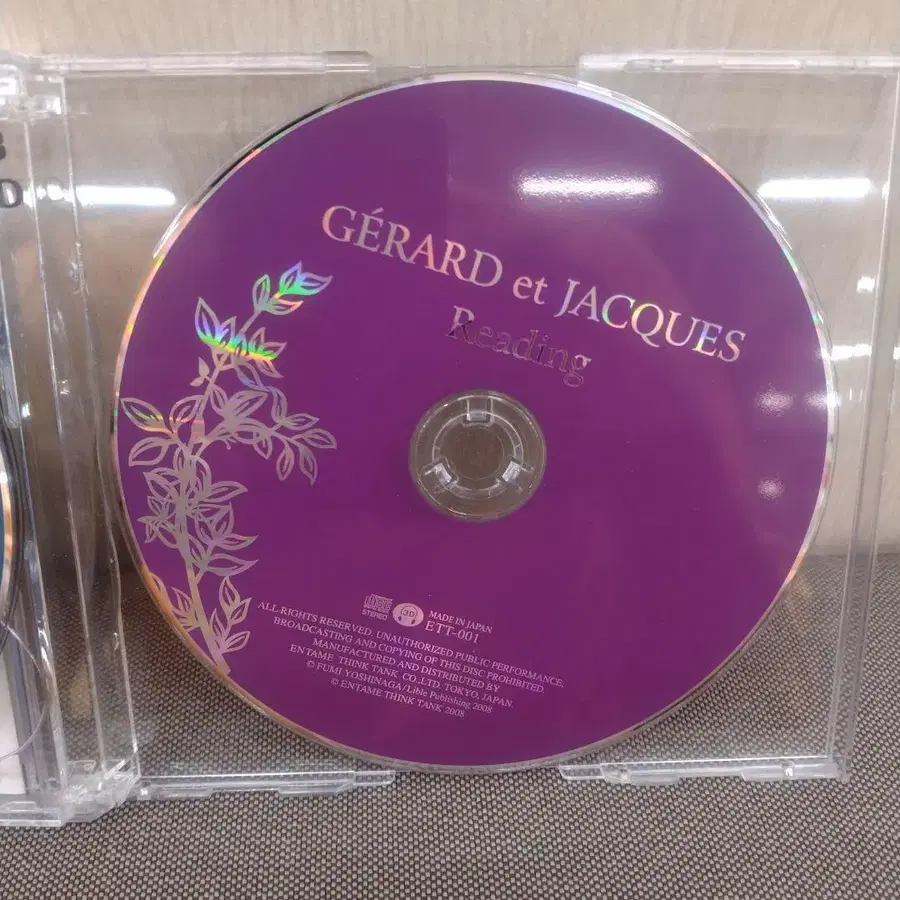 GÉRARD et JACQUES
Reading
STEREO
3D
MADE IN JAPAN
ETT-001
ALL RIGHTS RESERVED. UNAUTHORIZED PUBLIC PERFORMANCE,
BROADCASTING AND COPYING OF THIS DISC PROHIBITED.
MANUFACTURED AND DISTRIBUTED BY
ENTAME THINK TANK CO.,LTD. TOKYO, JAPAN.
© FUMI YOSHINAGA/Lible Publishing 2008
© ENTAME THINK TANK 2008